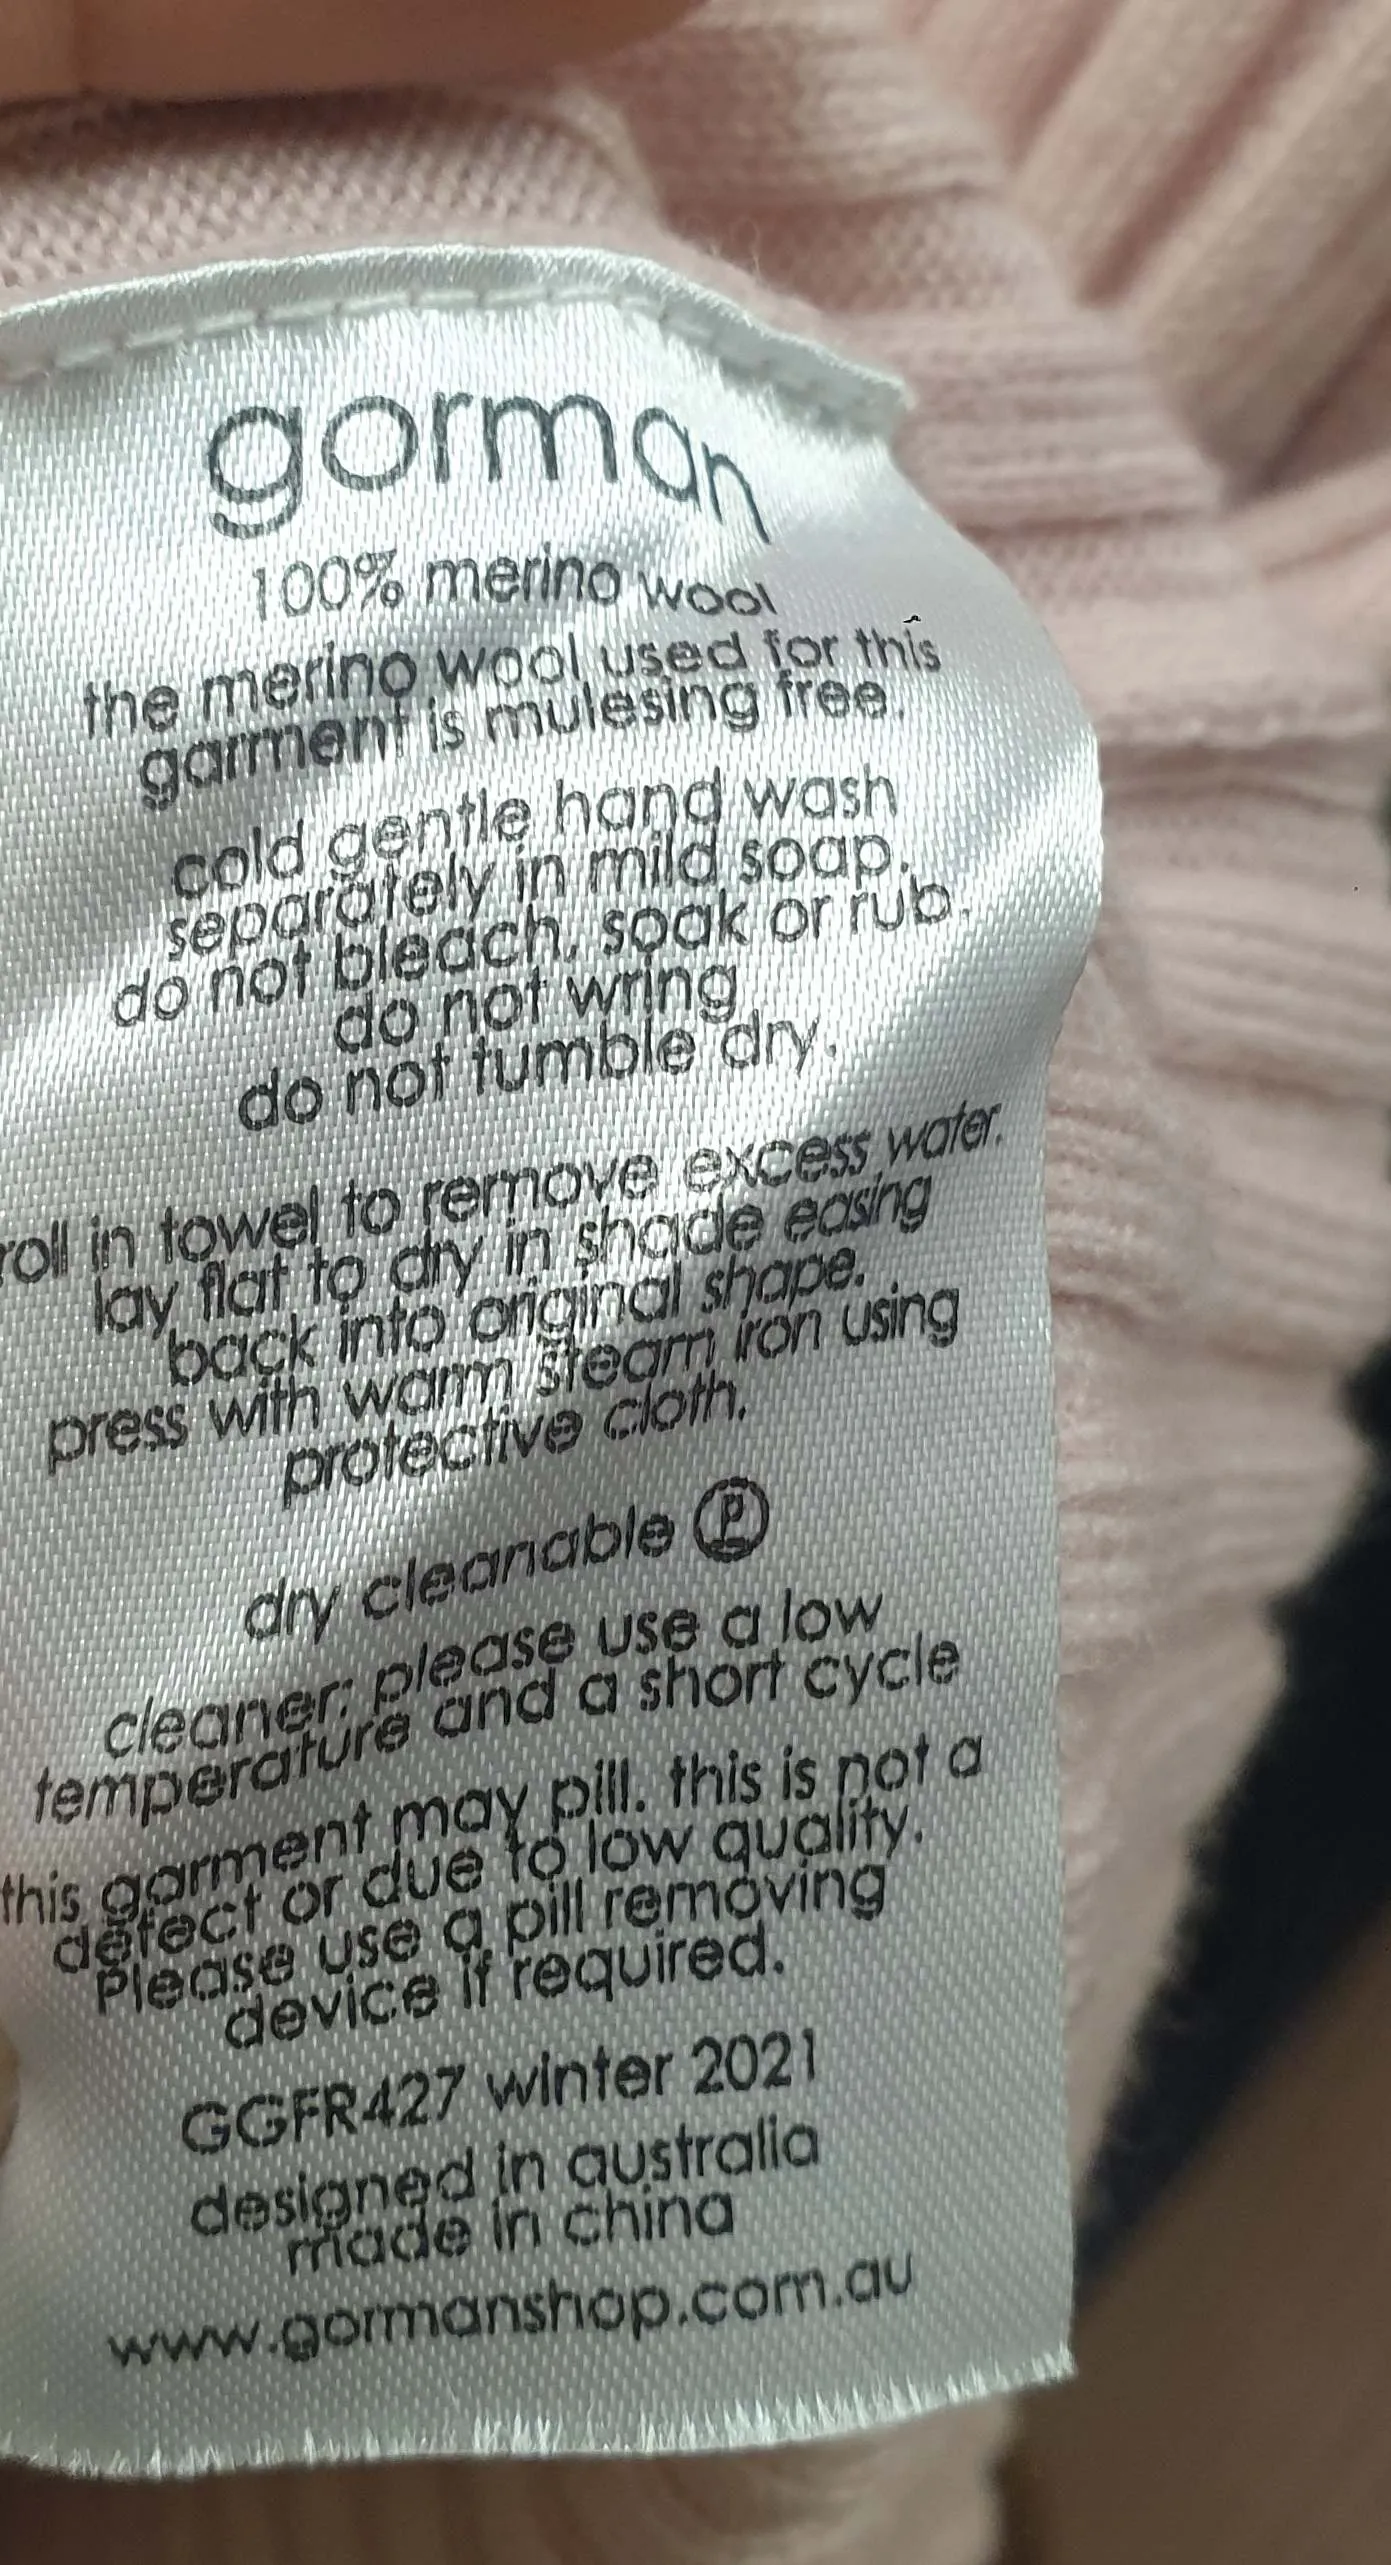 gorman
100% merino wool
the merino wool used for this
garment is mulesing free.
cold gentle hand wash
separately in mild soap.
do not bleach, soak or rub.
do not wring
do not tumble dry.
roll in towel to remove excess water.
lay flat to dry in shade easing
back into original shape.
press with warm steam iron using
protective cloth.
dry cleanable P
cleaner: please use a low
temperature and a short cycle
this garment may pill. this is not a
defect or due to low quality.
Please use a pill removing
device if required.
GGFR427 winter 2021
designed in australia
made in china
www.gormanshop.com.au